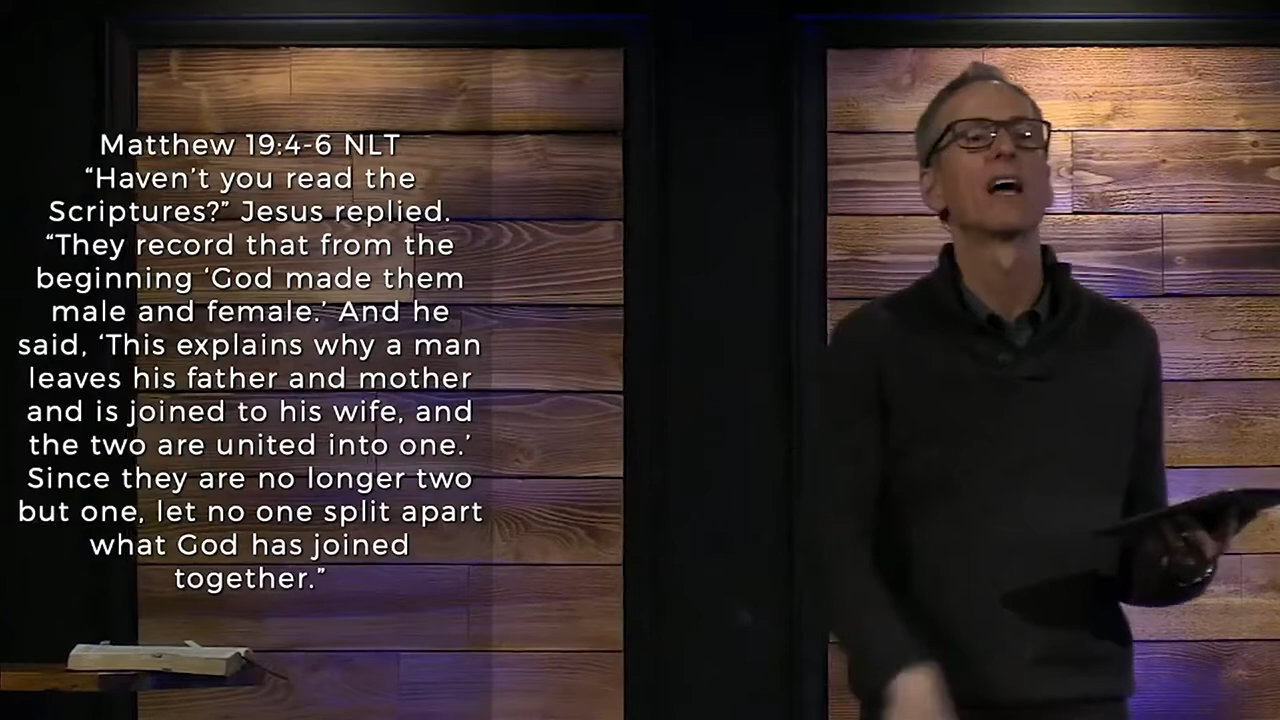 Matthew 19:4-6 NLT
“Haven’t you read the
Scriptures?” Jesus replied.
“They record that from the
beginning ‘God made them
male and female.’ And he
said, ‘This explains why a man
leaves his father and mother
and is joined to his wife, and
the two are united into one.’
Since they are no longer two
but one, let no one split apart
what God has joined
together.”